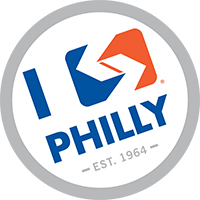 I
PHILLY
– EST. 1964 –